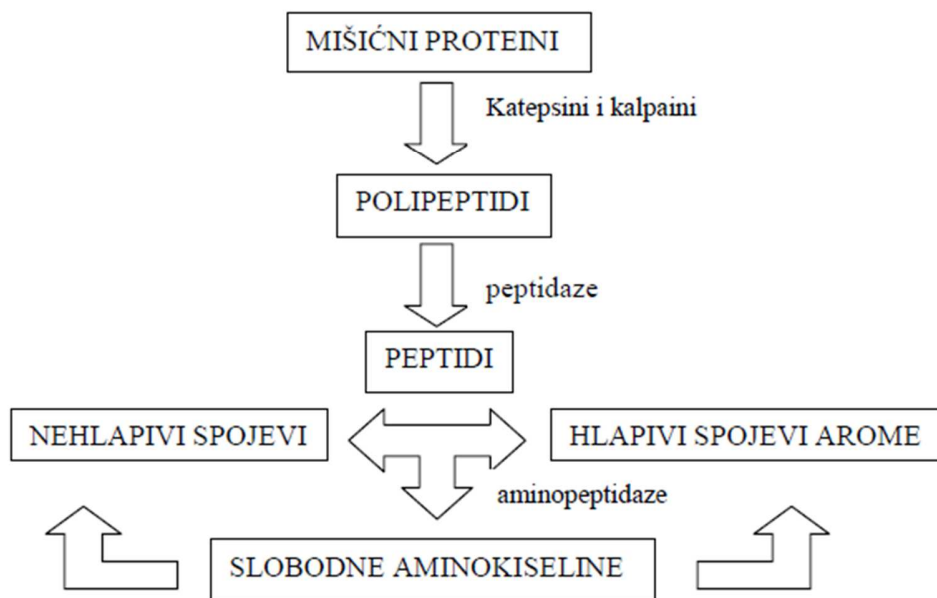 MIŠIĆNI PROTEINI
Katepsini i kalpaini
POLIPEPTIDI
peptidaze
PEPTIDI
NEHLAPIVI SPOJEVI
HLAPIVI SPOJEVI AROME
aminopeptidaze
SLOBODNE AMINOKISELINE